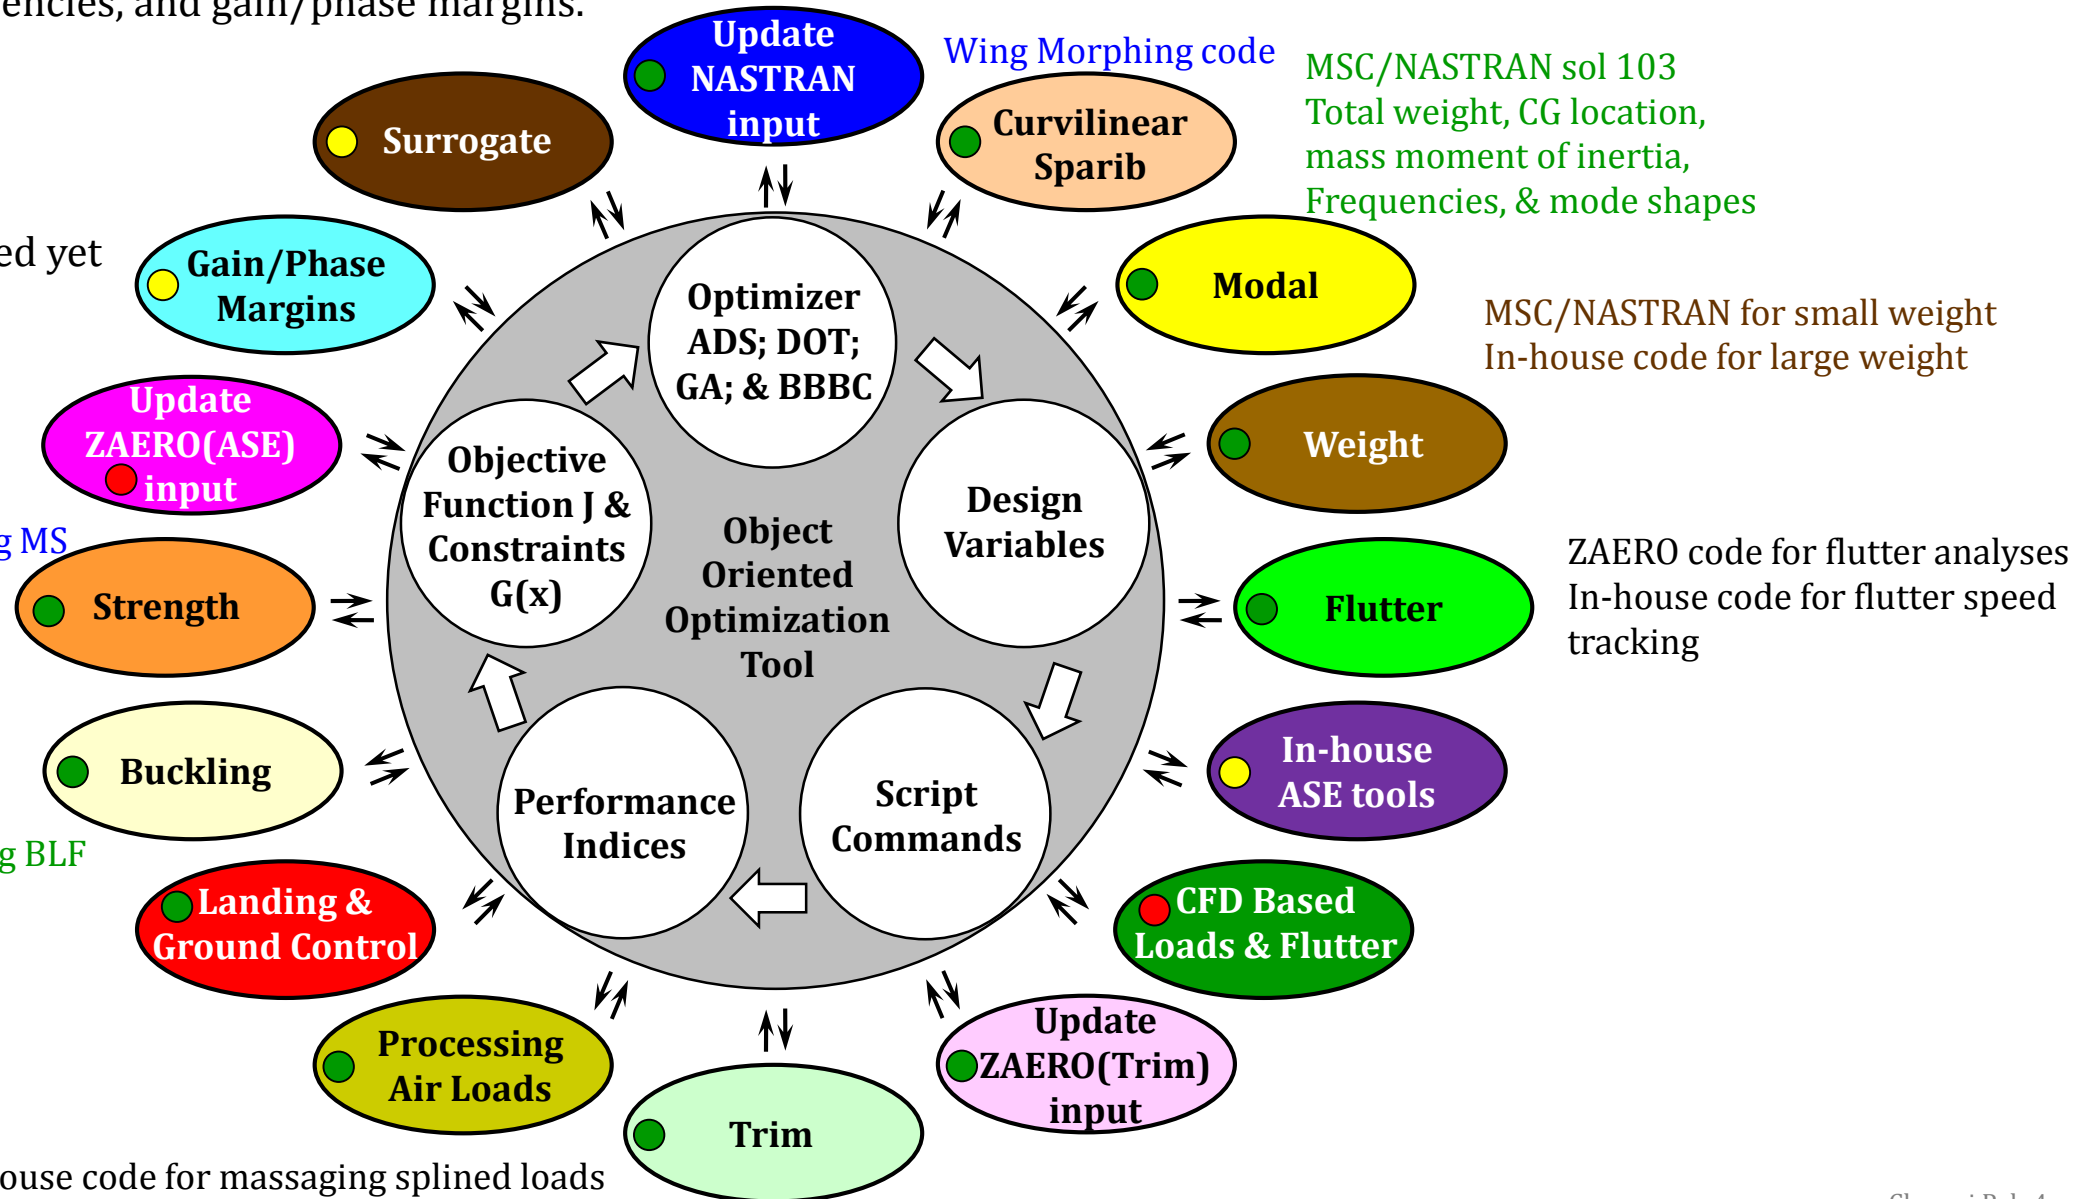 encies, and gain/phase margins.
Update
NASTRAN
input
Wing Morphing code
MSC/NASTRAN sol 103
Total weight, CG location,
mass moment of inertia,
Frequencies, & mode shapes
Surrogate
Curvilinear
Sparib
ed yet
Gain/Phase
Margins
Modal
Optimizer
ADS; DOT;
GA; & BBBC
MSC/NASTRAN for small weight
In-house code for large weight
Update
ZAERO(ASE)
input
Objective
Function J &
Constraints
G(x)
Design
Variables
Weight
Object
Oriented
Optimization
Tool
g MS
Strength
Flutter
ZAERO code for flutter analyses
In-house code for flutter speed
tracking
Buckling
Performance
Indices
Script
Commands
In-house
ASE tools
g BLF
Landing &
Ground Control
CFD Based
Loads & Flutter
Processing
Air Loads
Trim
Update
ZAERO(Trim)
input
ouse code for massaging splined loads